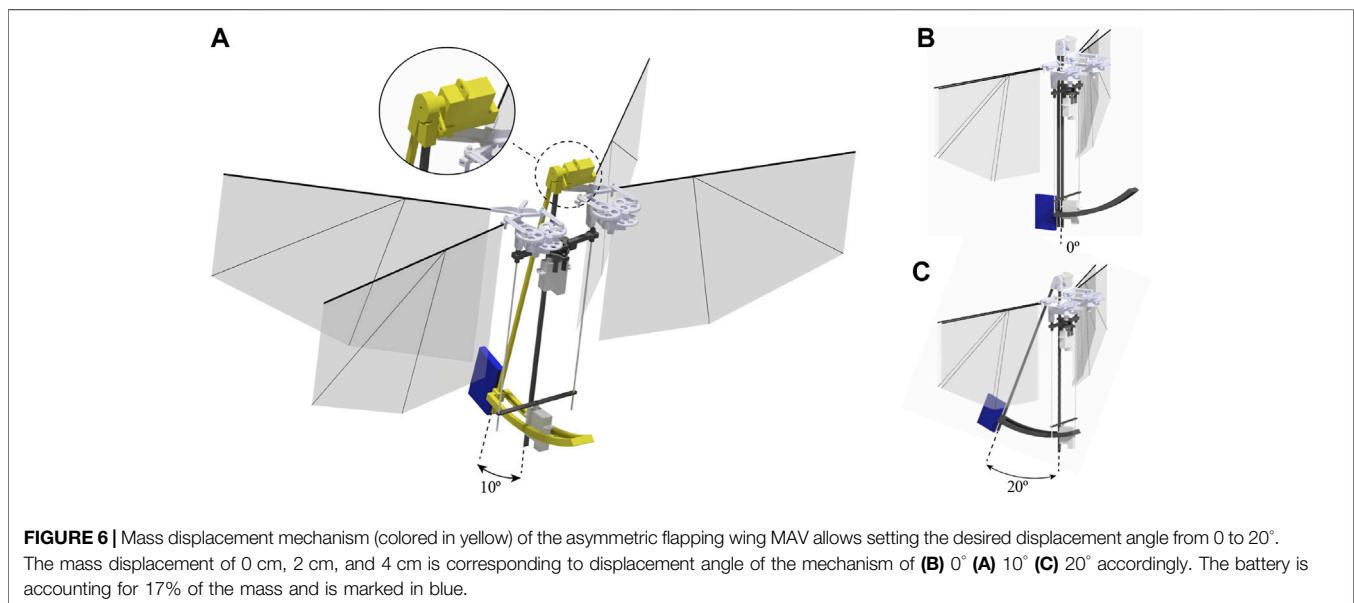 A
B
0°
C
10°
20°
FIGURE 6 | Mass displacement mechanism (colored in yellow) of the asymmetric flapping wing MAV allows setting the desired displacement angle from 0 to 20°.
The mass displacement of 0 cm, 2 cm, and 4 cm is corresponding to displacement angle of the mechanism of (B) 0° (A) 10° (C) 20° accordingly. The battery is
accounting for 17% of the mass and is marked in blue.